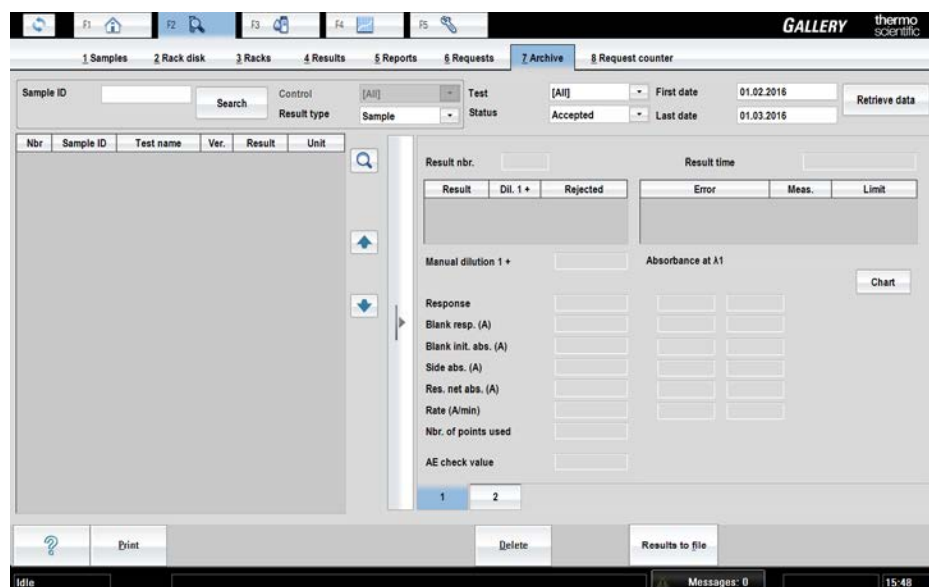 F1 F2 F3 F4 F5 GALLERY thermo scientific
1 Samples 2 Rack disk 3 Racks 4 Results 5 Reports 6 Requests 7 Archive 8 Request counter
Sample ID Search Control [All] Test [All] First date 01.02.2016 Retrieve data
Result type Sample Status Accepted Last date 01.03.2016
Nbr Sample ID Test name Ver. Result Unit
Result nbr. Result time
Result Dil. 1 + Rejected Error Meas. Limit
Manual dilution 1 + Absorbance at λ1
Chart
Response
Blank resp. (A)
Blank init. abs. (A)
Side abs. (A)
Res. net abs. (A)
Rate (A/min)
Nbr. of points used
AE check value
1 2
? Print Delete Results to file
Idle Messages: 0 15:48